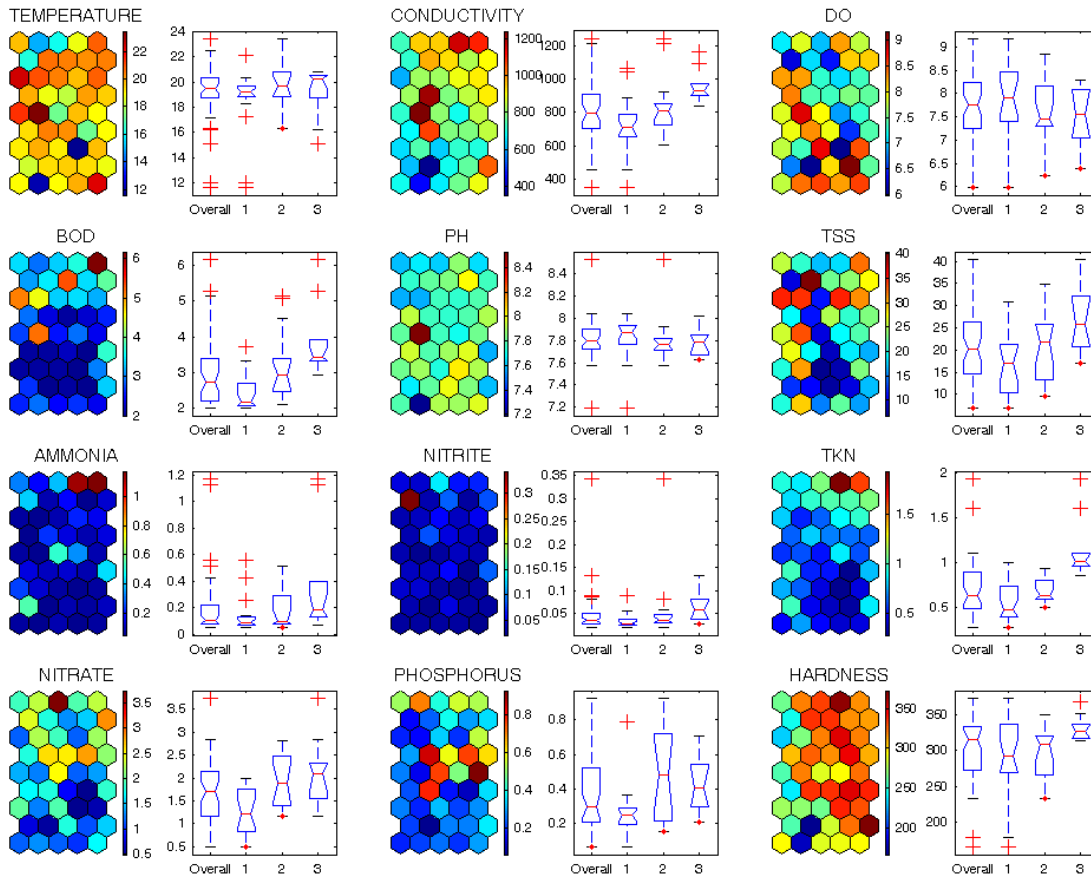 TEMPERATURE CONDUCTIVITY DO
22 20 18 16 14 12
24 22 20 18 16 14 12
Overall 1 2 3
1200 1000 800 600 400
1200 1000 800 600 400
Overall 1 2 3
9 8.5 8 7.5 7 6.5 6
9 8.5 8 7.5 7 6.5 6
Overall 1 2 3
BOD PH TSS
6 5 4 3 2
6 5 4 3 2
Overall 1 2 3
8.4 8.2 8 7.8 7.6 7.4 7.2
8.4 8.2 8 7.8 7.6 7.4 7.2
Overall 1 2 3
40 35 30 25 20 15 10
40 35 30 25 20 15 10
Overall 1 2 3
AMMONIA NITRITE TKN
1 0.8 0.6 0.4 0.2
1.2 1 0.8 0.6 0.4 0.2 0
Overall 1 2 3
0.3 0.25 0.2 0.15 0.1 0.05
0.35 0.3 0.25 0.2 0.15 0.1 0.05
Overall 1 2 3
1.5 1 0.5
2 1.5 1 0.5
Overall 1 2 3
NITRATE PHOSPHORUS HARDNESS
3.5 3 2.5 2 1.5 1 0.5
3.5 3 2.5 2 1.5 1 0.5
Overall 1 2 3
0.8 0.6 0.4 0.2
0.8 0.6 0.4 0.2
Overall 1 2 3
350 300 250 200
350 300 250 200
Overall 1 2 3